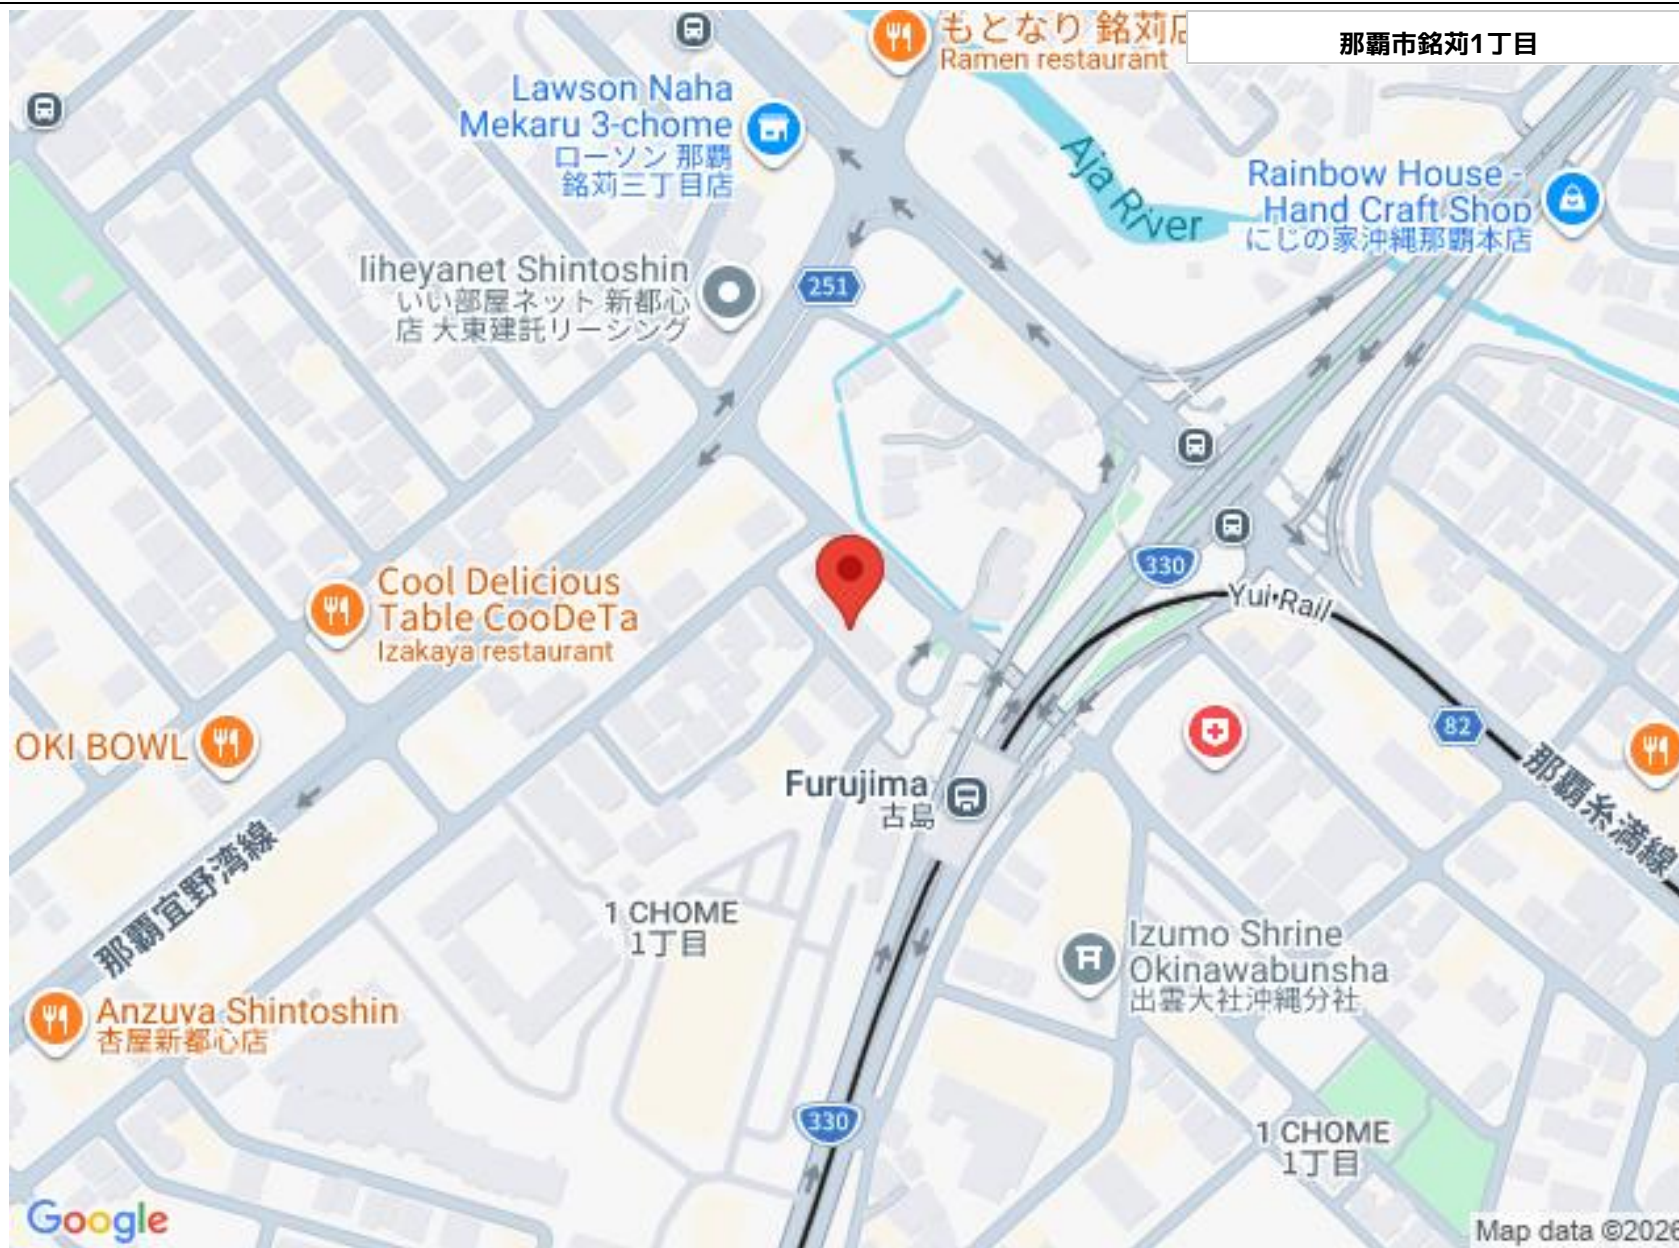 もとなり 銘苅店
Ramen restaurant
那覇市銘苅1丁目
Lawson Naha
Mekaru 3-chome
ローソン 那覇
銘苅三丁目店
Aja River
Rainbow House -
Hand Craft Shop
にじの家沖縄那覇本店
Iiheyanet Shintoshin
いい部屋ネット 新都心
店 大東建託リーシング
251
330
Yui Rail
Cool Delicious
Table CooDeTa
Izakaya restaurant
OKI BOWL
82
那覇糸満線
Furujima
古島
那覇宜野湾線
1 CHOME
1丁目
Izumo Shrine
Okinawabunsha
出雲大社沖縄分社
Anzuya Shintoshin
杏屋新都心店
330
1 CHOME
1丁目
Google
Map data ©2026